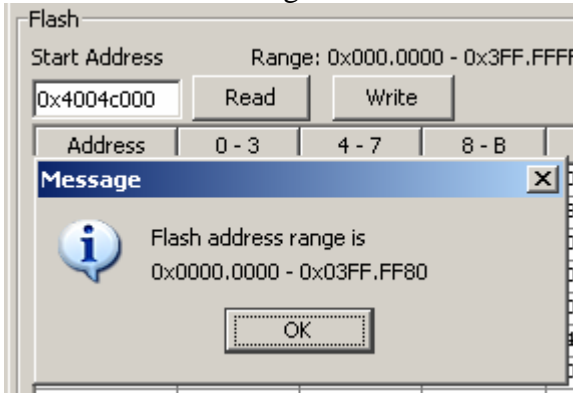 Flash
Start Address Range: 0x000.0000 - 0x3FF.FFFF
0x4004c000 Read Write
Address 0 - 3 4 - 7 8 - B
Message
Flash address range is
0x0000.0000 - 0x03FF.FF80
OK